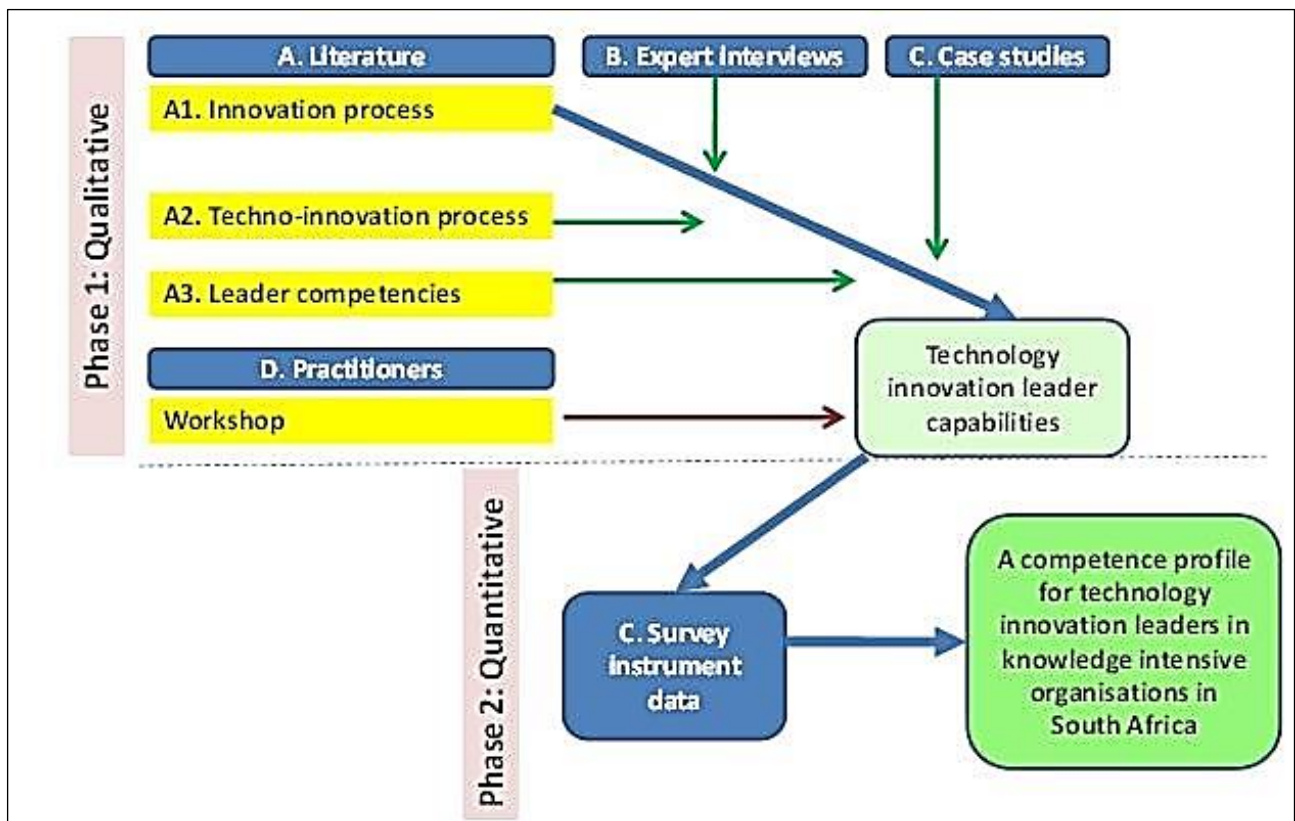 Phase 1: Qualitative
A. Literature
B. Expert interviews
C. Case studies
A1. Innovation process
A2. Techno-innovation process
A3. Leader competencies
D. Practitioners
Workshop
Technology
innovation leader
capabilities
Phase 2: Quantitative
C. Survey
instrument
data
A competence profile
for technology
innovation leaders in
knowledge intensive
organisations in
South Africa